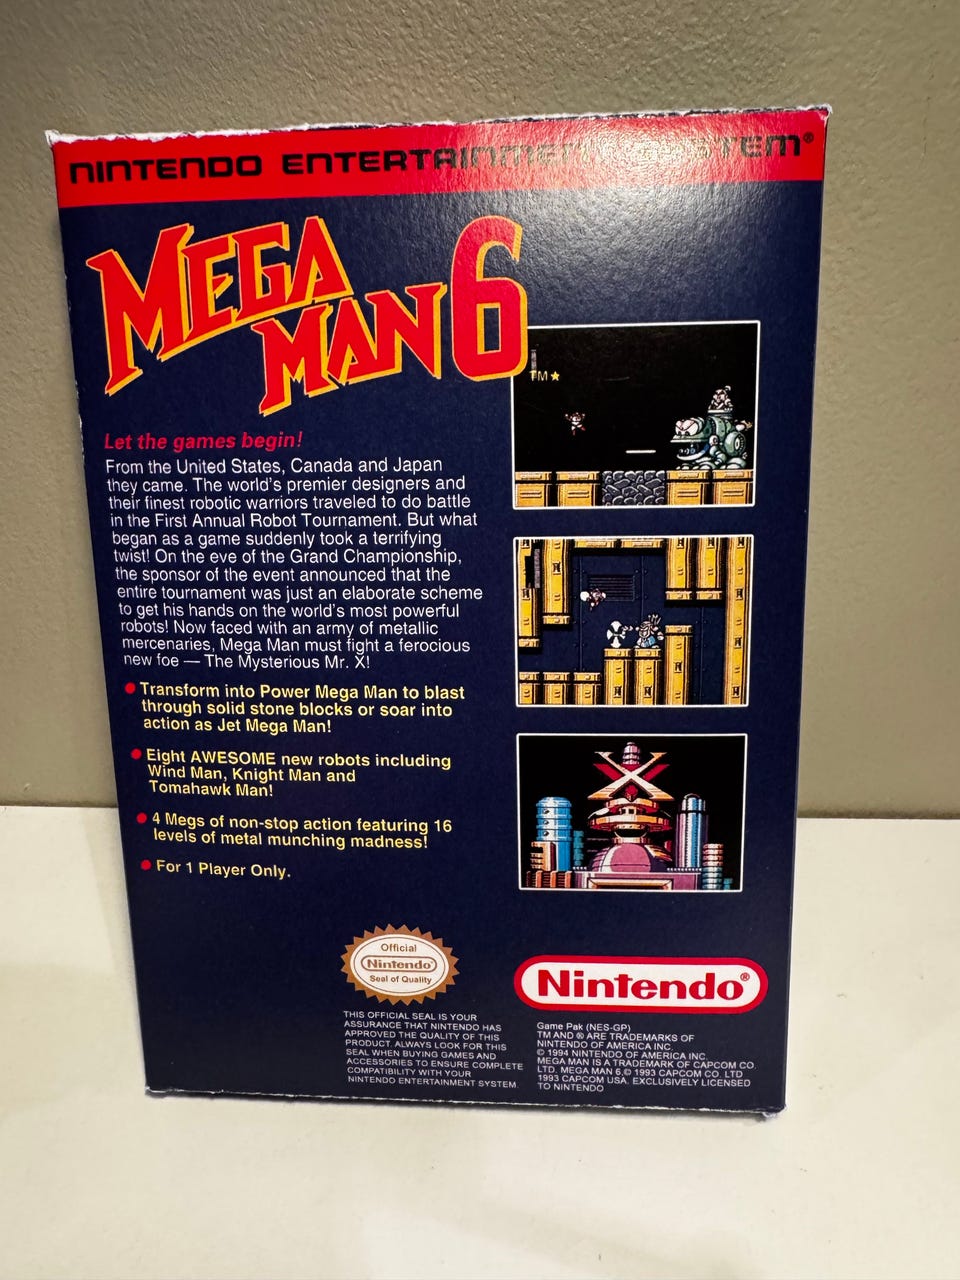 NINTENDO ENTERTAINMENT SYSTEM®
MEGA
MAN 6
TM
Let the games begin!
From the United States, Canada and Japan
they came. The world's premier designers and
their finest robotic warriors traveled to do battle
in the First Annual Robot Tournament. But what
began as a game suddenly took a terrifying
twist! On the eve of the Grand Championship,
the sponsor of the event announced that the
entire tournament was just an elaborate scheme
to get his hands on the world's most powerful
robots! Now faced with an army of metallic
mercenaries, Mega Man must fight a ferocious
new foe — The Mysterious Mr. X!
Transform into Power Mega Man to blast
through solid stone blocks or soar into
action as Jet Mega Man!
Eight AWESOME new robots including
Wind Man, Knight Man and
Tomahawk Man!
4 Megs of non-stop action featuring 16
levels of metal munching madness!
For 1 Player Only.
X
Official
Nintendo®
Seal of Quality
THIS OFFICIAL SEAL IS YOUR
ASSURANCE THAT NINTENDO HAS
APPROVED THE QUALITY OF THIS
PRODUCT. ALWAYS LOOK FOR THIS
SEAL WHEN BUYING GAMES AND
ACCESSORIES TO ENSURE COMPLETE
COMPATIBILITY WITH YOUR
NINTENDO ENTERTAINMENT SYSTEM.
Nintendo®
Game Pak (NES-GP)
TM AND ® ARE TRADEMARKS OF
NINTENDO OF AMERICA INC.
© 1994 NINTENDO OF AMERICA INC.
MEGA MAN IS A TRADEMARK OF CAPCOM CO.
LTD. MEGA MAN 6,© 1993 CAPCOM CO. LTD
1993 CAPCOM USA. EXCLUSIVELY LICENSED
TO NINTENDO